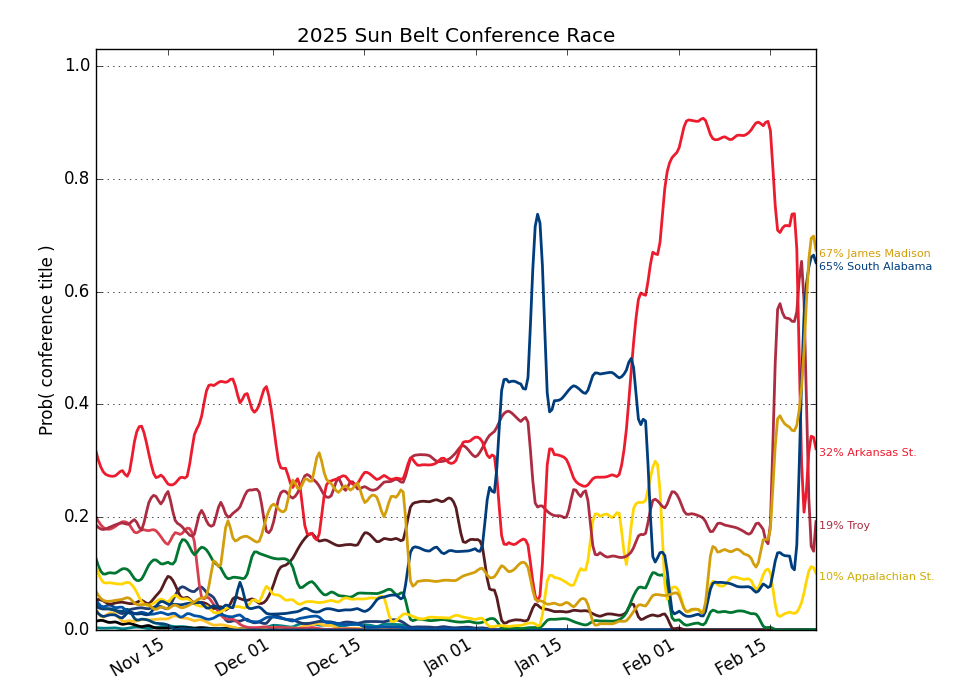 2025 Sun Belt Conference Race
Prob( conference title )
1.0
0.8
0.6
0.4
0.2
0.0
67% James Madison
65% South Alabama
32% Arkansas St.
19% Troy
10% Appalachian St.
Nov 15
Dec 01
Dec 15
Jan 01
Jan 15
Feb 01
Feb 15